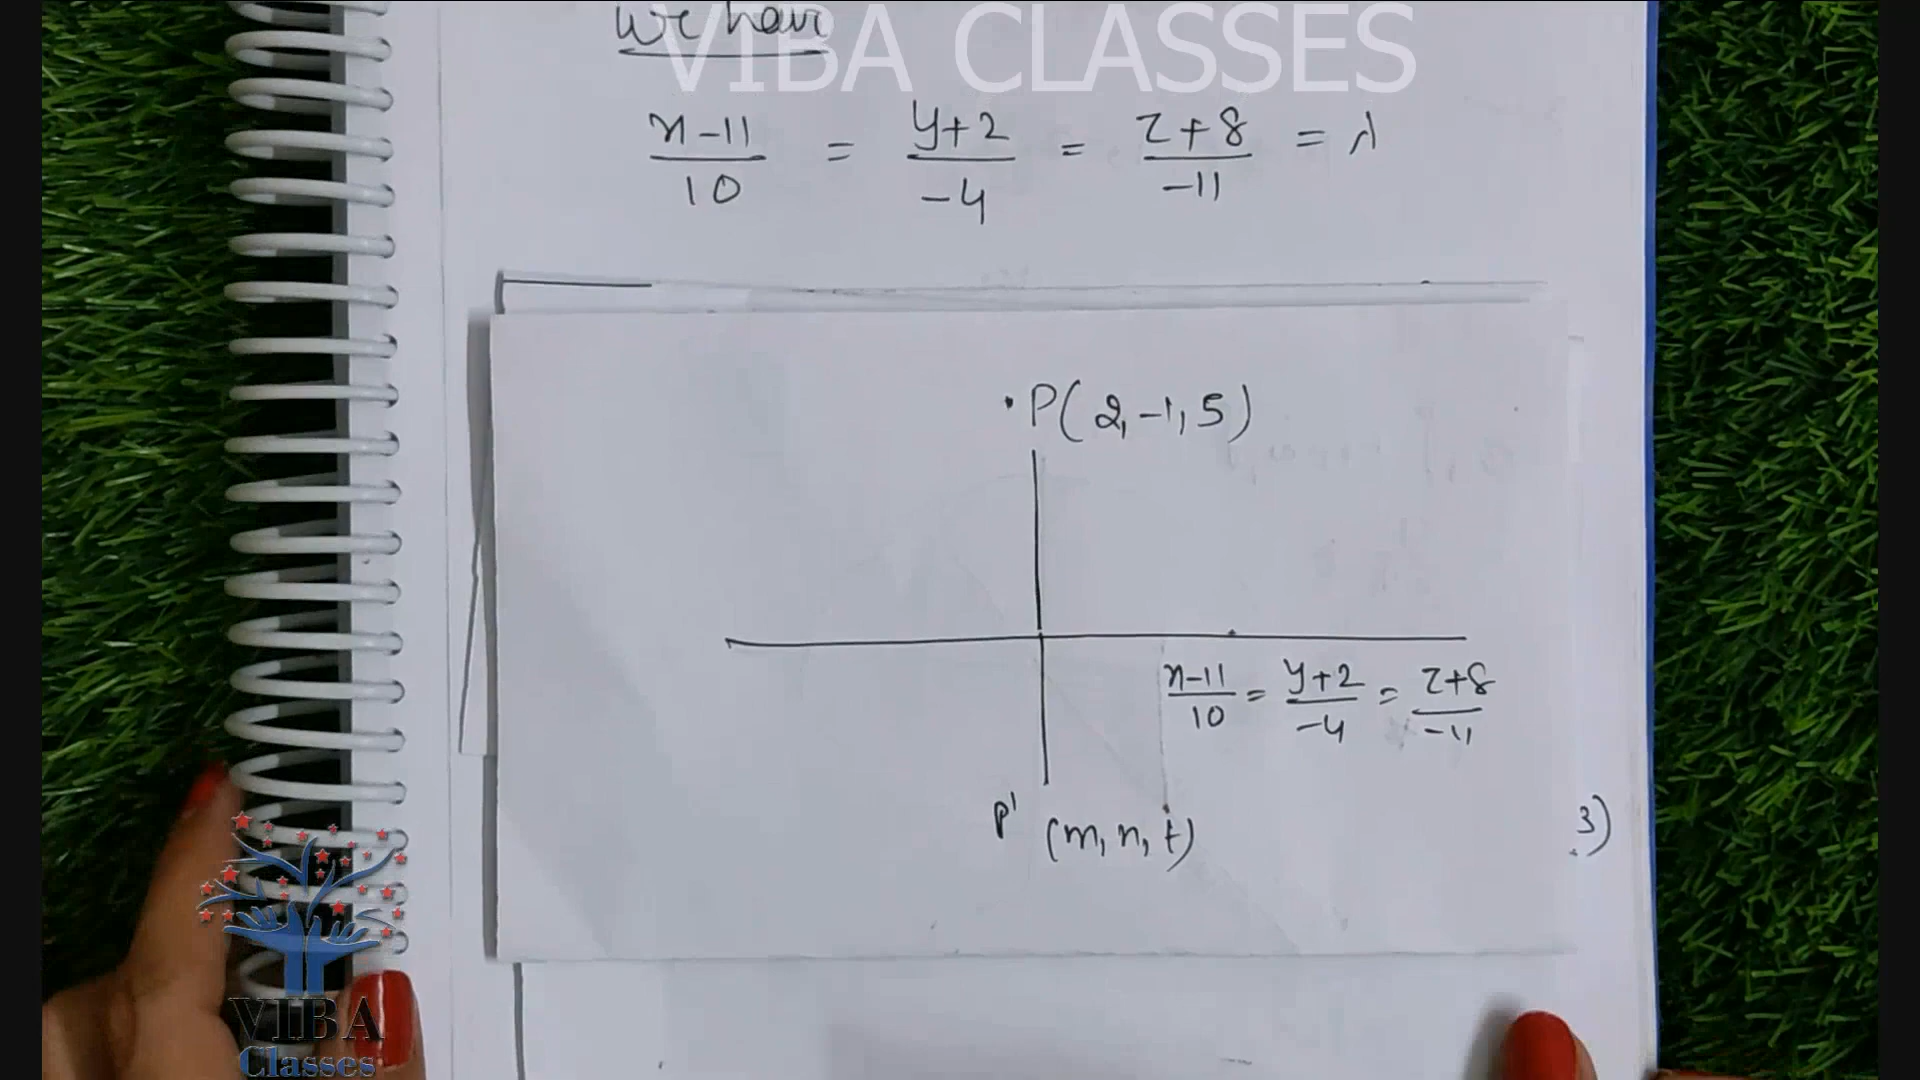 We have
VIBA CLASSES
x-11/10 = y+2/-4 = z+8/-11 = λ
·P(2,-1,5)
x-11/10 = y+2/-4 = z+8/-11
P' (m, n, t)
3)
VIBA
Classes